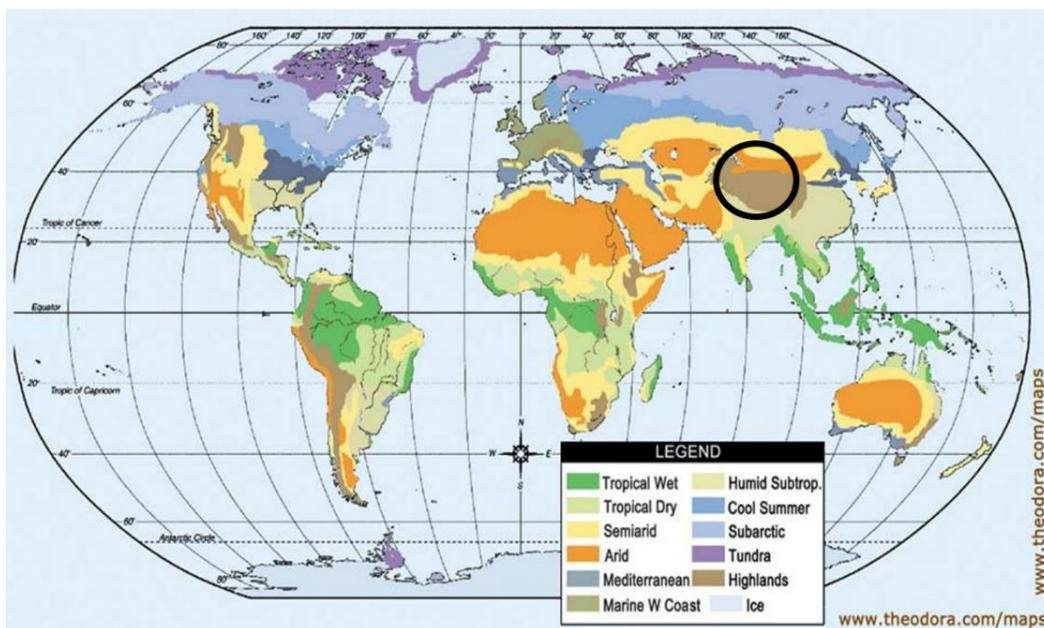 160° 140° 120° 100° 80° 60° 40° 20° 0° 20° 40° 60° 80° 100° 120° 140° 160°
80°
60°
40°
Tropic of Cancer
20°
Equator
0°
20°
Tropic of Capricorn
20°
N
W E
S
40°
60°
Antarctic Circle
80°
LEGEND
Tropical Wet Humid Subtrop.
Tropical Dry Cool Summer
Semiarid Subarctic
Arid Tundra
Mediterranean Highlands
Marine W Coast Ice
www.theodora.com/maps
www.theodora.com/maps